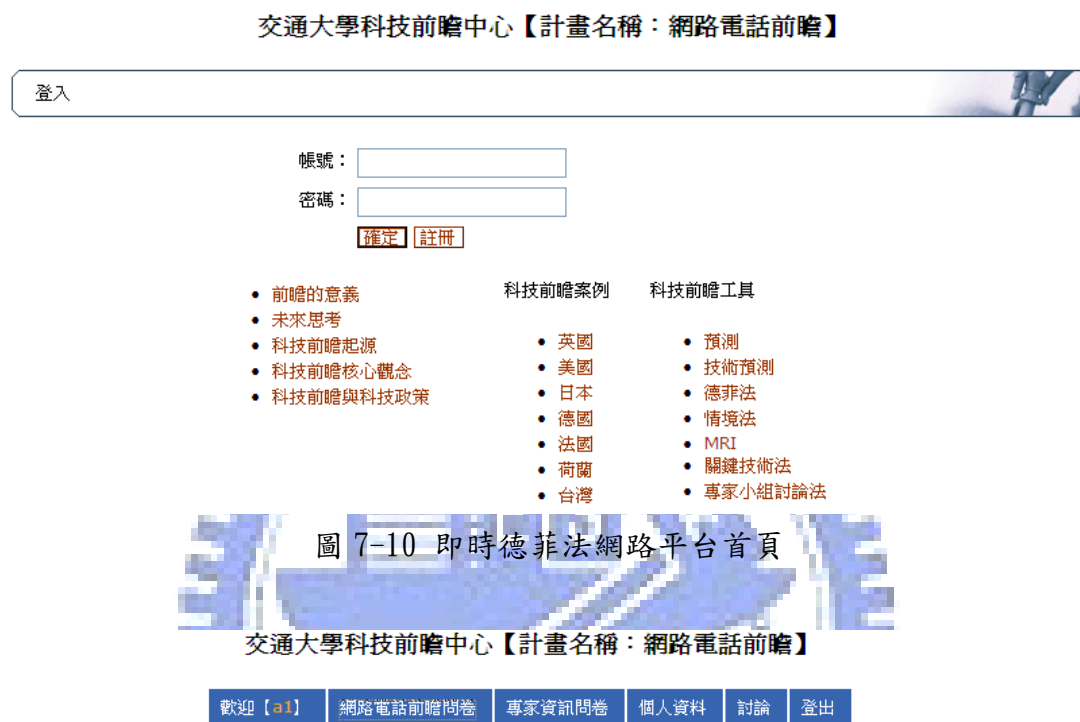 交通大學科技前瞻中心【計畫名稱：網路電話前瞻】
登入
帳號：
密碼：
確定 註冊
• 前瞻的意義
• 未來思考
• 科技前瞻起源
• 科技前瞻核心觀念
• 科技前瞻與科技政策
科技前瞻案例
• 英國
• 美國
• 日本
• 德國
• 法國
• 荷蘭
• 台灣
科技前瞻工具
• 預測
• 技術預測
• 德菲法
• 情境法
• MRI
• 關鍵技術法
• 專家小組討論法
圖 7-10 即時德菲法網路平台首頁
交通大學科技前瞻中心【計畫名稱：網路電話前瞻】
歡迎【a1】 網路電話前瞻問卷 專家資訊問卷 個人資料 討論 登出